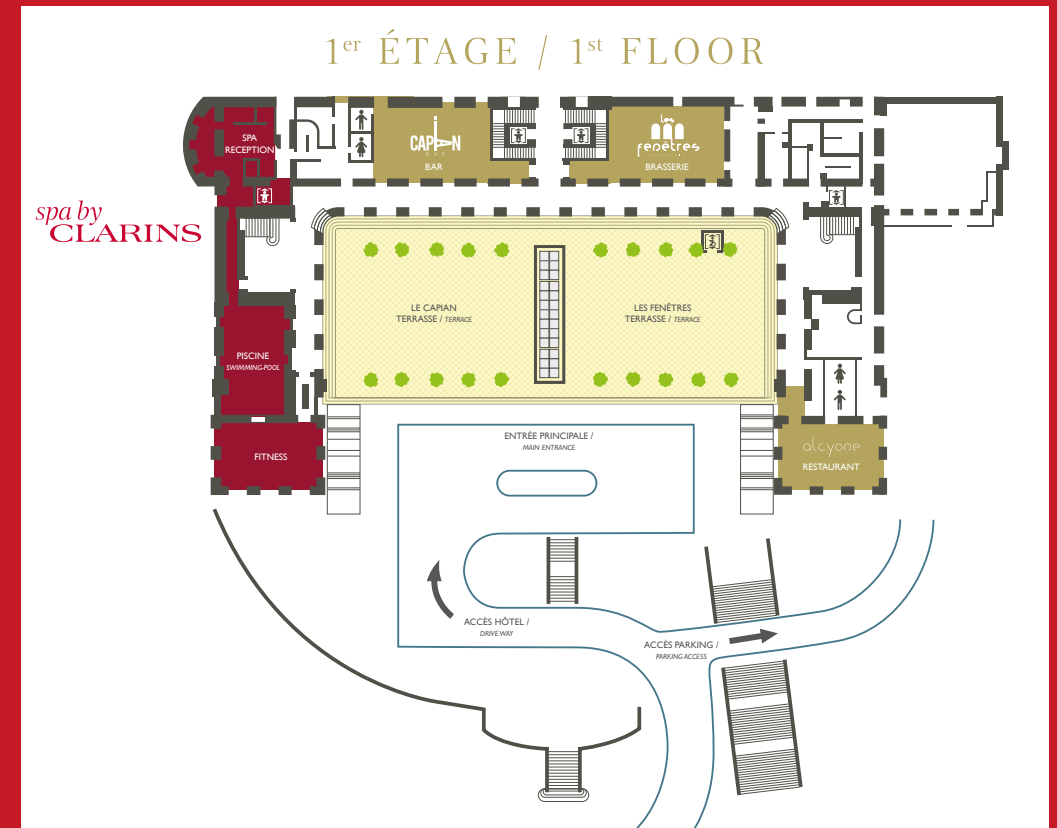 1er ÉTAGE / 1st FLOOR
SPA
RECEPTION
CAPIAN
BAR
BAR
les
fenêtres
BRASSERIE
spa by
CLARINS
LE CAPIAN
TERRASSE / TERRACE
LES FENÊTRES
TERRASSE / TERRACE
PISCINE
SWIMMING-POOL
FITNESS
ENTRÉE PRINCIPALE /
MAIN ENTRANCE
alcyone
RESTAURANT
ACCÈS HÔTEL /
DRIVE WAY
ACCÈS PARKING /
PARKING ACCESS